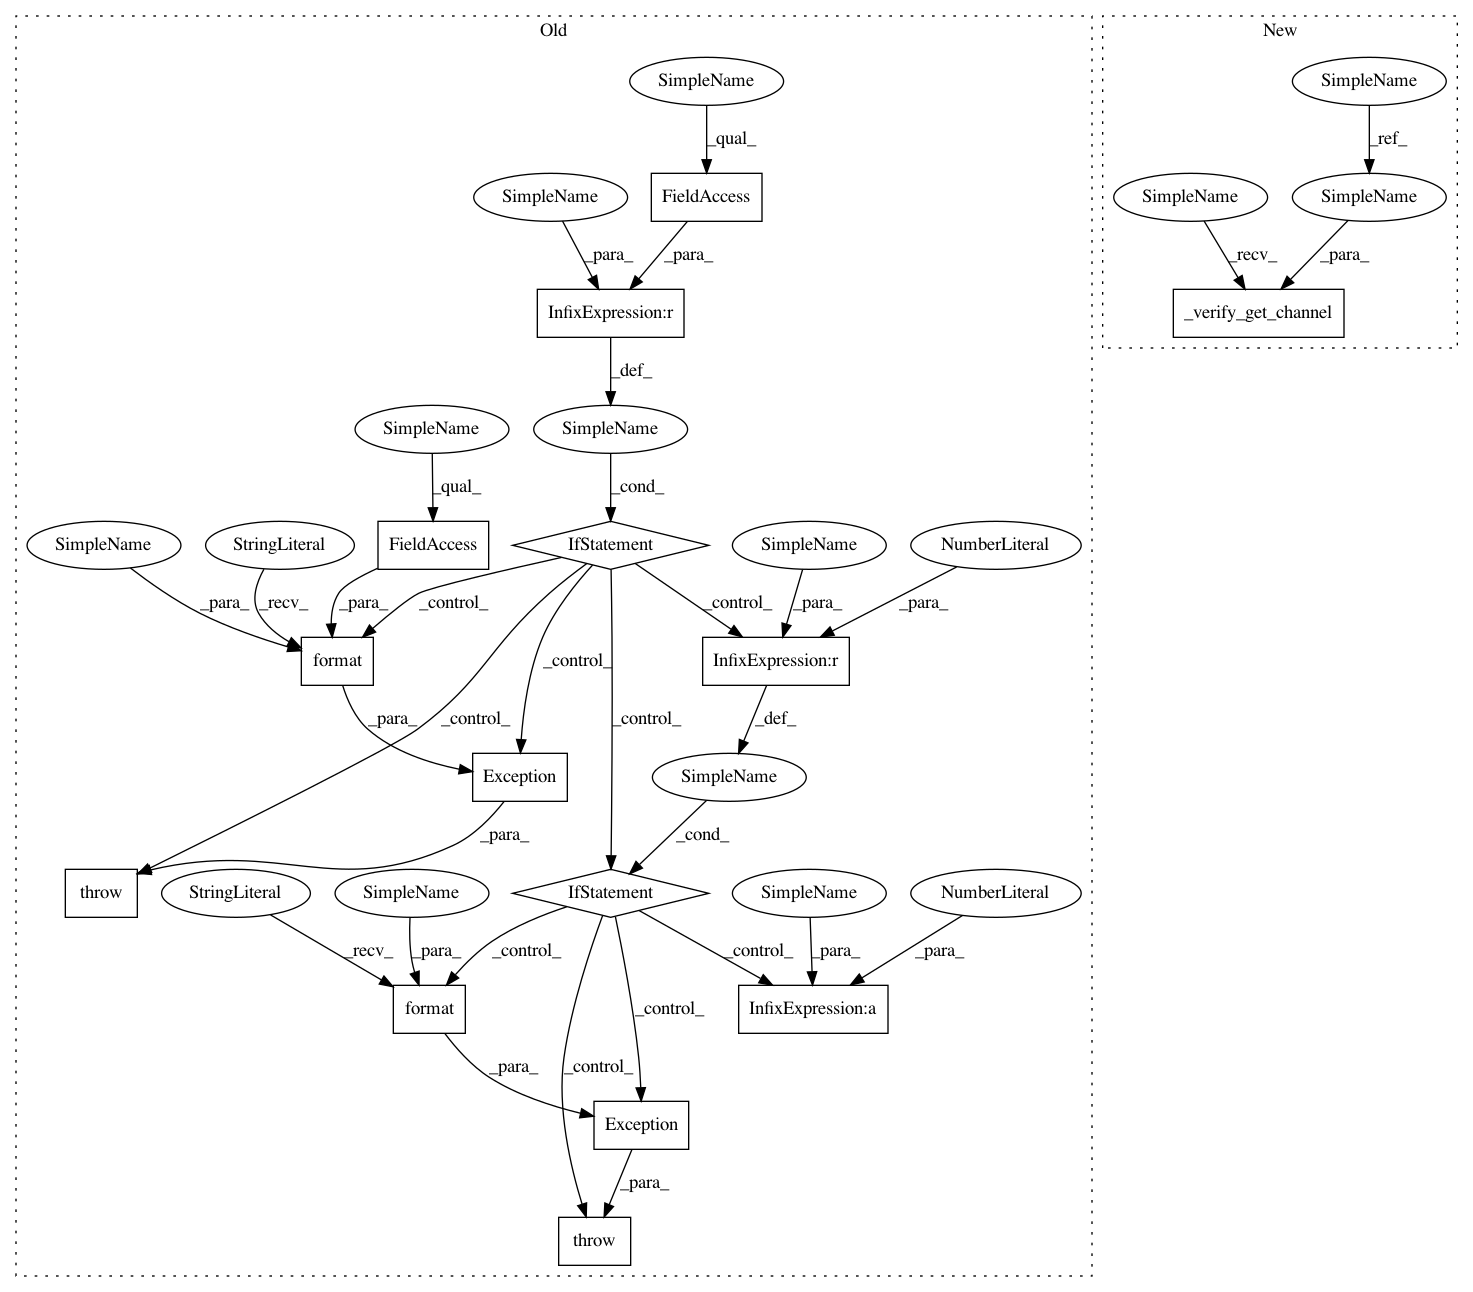 Old
New
SimpleName
SimpleName
_qual_
_ref_
SimpleName
FieldAccess
SimpleName
SimpleName
_para_
_para_
_recv_
_para_
InfixExpression:r
_verify_get_channel
_def_
SimpleName
SimpleName
_qual_
_cond_
SimpleName
StringLiteral
FieldAccess
IfStatement
SimpleName
NumberLiteral
_para_
_recv_
_para_
_control_
_control_
_para_
_para_
format
InfixExpression:r
_control_
_para_
_control_
_control_
_def_
Exception
SimpleName
_para_
_cond_
throw
StringLiteral
SimpleName
IfStatement
SimpleName
NumberLiteral
_recv_
_para_
_control_
_control_
_para_
_para_
format
InfixExpression:a
_control_
_para_
_control_
Exception
_para_
throw